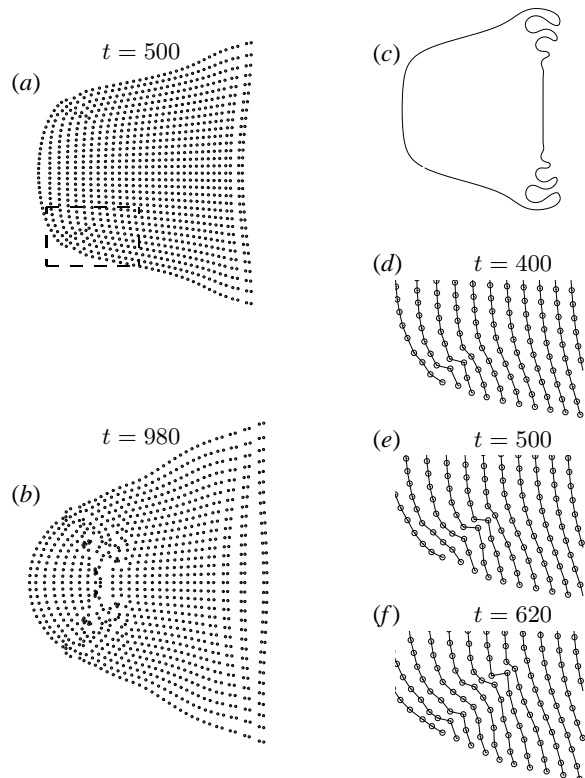 t = 500
(a)
(c)
(d)
t = 400
t = 980
(b)
(e)
t = 500
(f)
t = 620